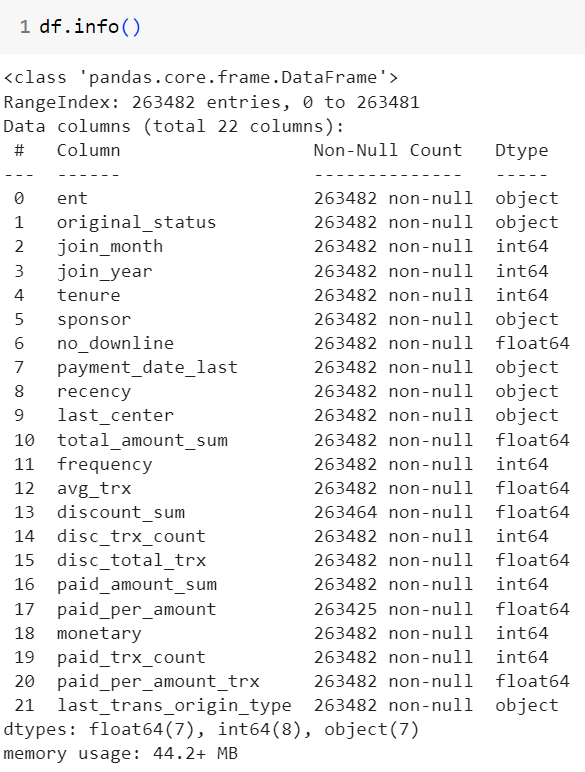 1 df.info()
<class 'pandas.core.frame.DataFrame'>
RangeIndex: 263482 entries, 0 to 263481
Data columns (total 22 columns):
 #   Column                  Non-Null Count   Dtype
---  ------                  --------------   -----
 0   ent                     263482 non-null  object
 1   original_status         263482 non-null  object
 2   join_month              263482 non-null  int64
 3   join_year               263482 non-null  int64
 4   tenure                  263482 non-null  int64
 5   sponsor                 263482 non-null  object
 6   no_downline             263482 non-null  float64
 7   payment_date_last       263482 non-null  object
 8   recency                 263482 non-null  object
 9   last_center             263482 non-null  object
 10  total_amount_sum        263482 non-null  float64
 11  frequency               263482 non-null  int64
 12  avg_trx                 263482 non-null  float64
 13  discount_sum            263464 non-null  float64
 14  disc_trx_count          263482 non-null  int64
 15  disc_total_trx          263482 non-null  float64
 16  paid_amount_sum         263482 non-null  int64
 17  paid_per_amount         263425 non-null  float64
 18  monetary                263482 non-null  int64
 19  paid_trx_count          263482 non-null  int64
 20  paid_per_amount_trx     263482 non-null  float64
 21  last_trans_origin_type  263482 non-null  object
dtypes: float64(7), int64(8), object(7)
memory usage: 44.2+ MB